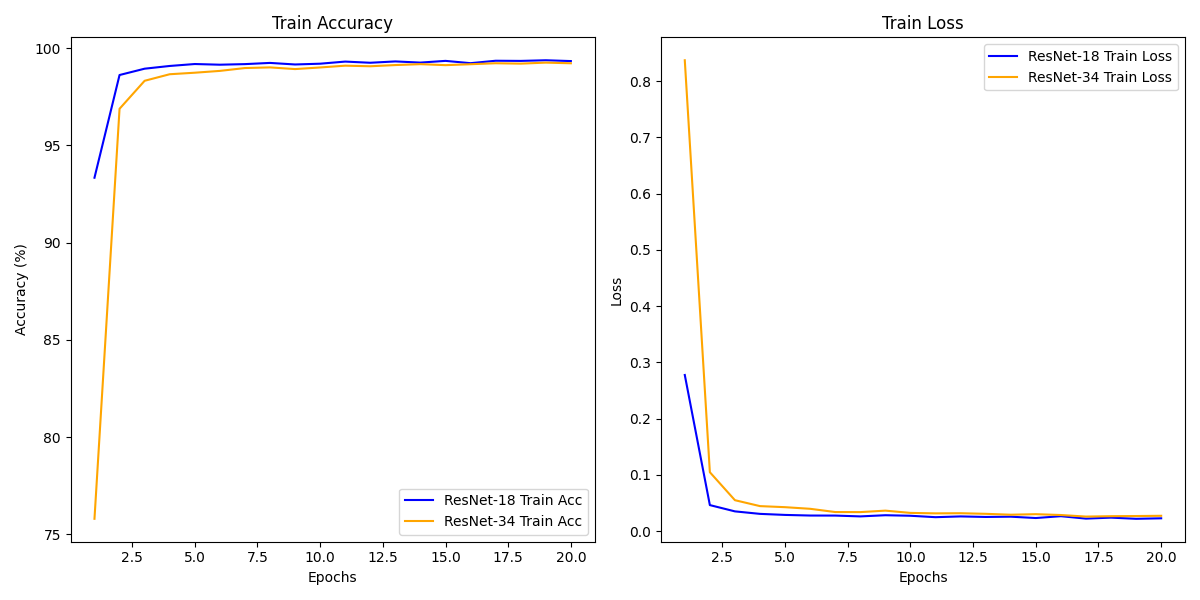 Train Accuracy
Accuracy (%)
100
95
90
85
80
75
2.5 5.0 7.5 10.0 12.5 15.0 17.5 20.0
Epochs
ResNet-18 Train Acc
ResNet-34 Train Acc
Train Loss
Loss
0.8
0.7
0.6
0.5
0.4
0.3
0.2
0.1
0.0
2.5 5.0 7.5 10.0 12.5 15.0 17.5 20.0
Epochs
ResNet-18 Train Loss
ResNet-34 Train Loss